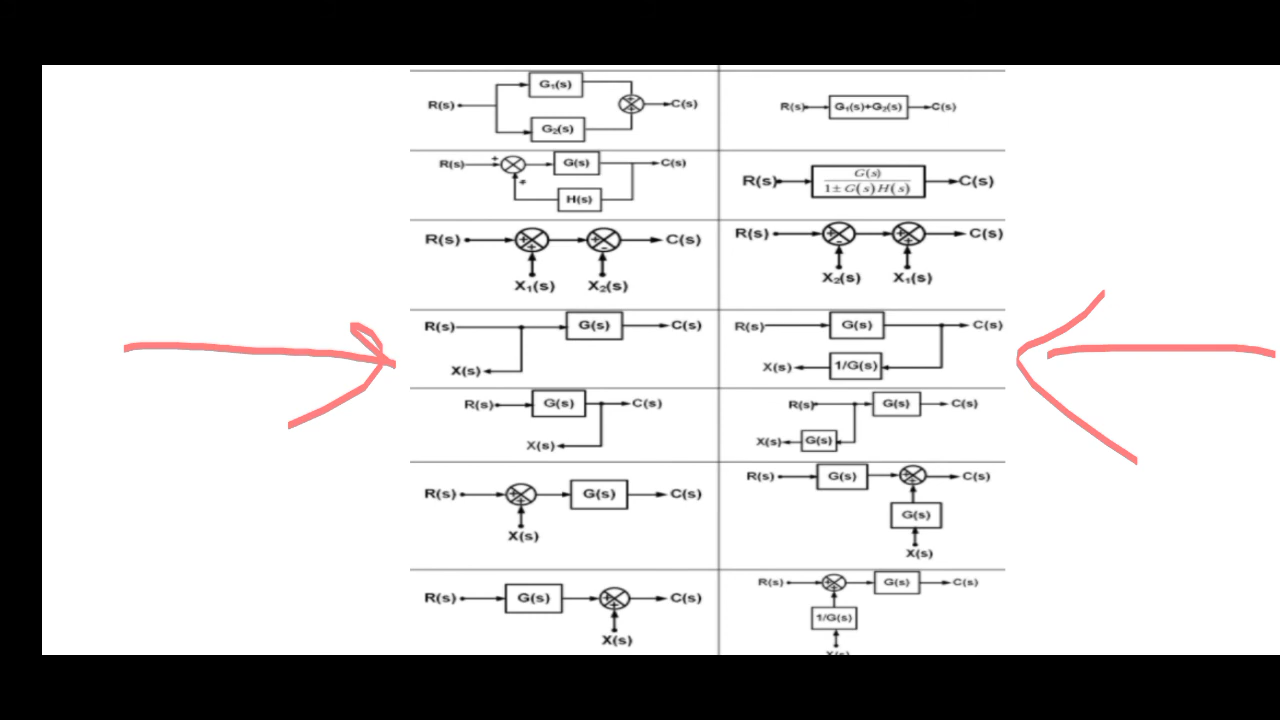 G₁(s)
R(s) C(s)
G₂(s)
R(s) G₁(s)+G₂(s) C(s)
R(s) + G(s) C(s)
+
H(s)
R(s) G(s) C(s)
1± G(s)H(s)
R(s) + + - C(s)
X₁(s) X₂(s)
R(s) + - + C(s)
X₂(s) X₁(s)
R(s) G(s) C(s)
X(s)
R(s) G(s) C(s)
X(s) 1/G(s)
R(s) G(s) C(s)
X(s)
R(s) G(s) C(s)
X(s) G(s)
R(s) + + G(s) C(s)
X(s)
R(s) G(s) + + C(s)
G(s)
X(s)
R(s) G(s) + + C(s)
X(s)
R(s) + + G(s) C(s)
1/G(s)
X(s)